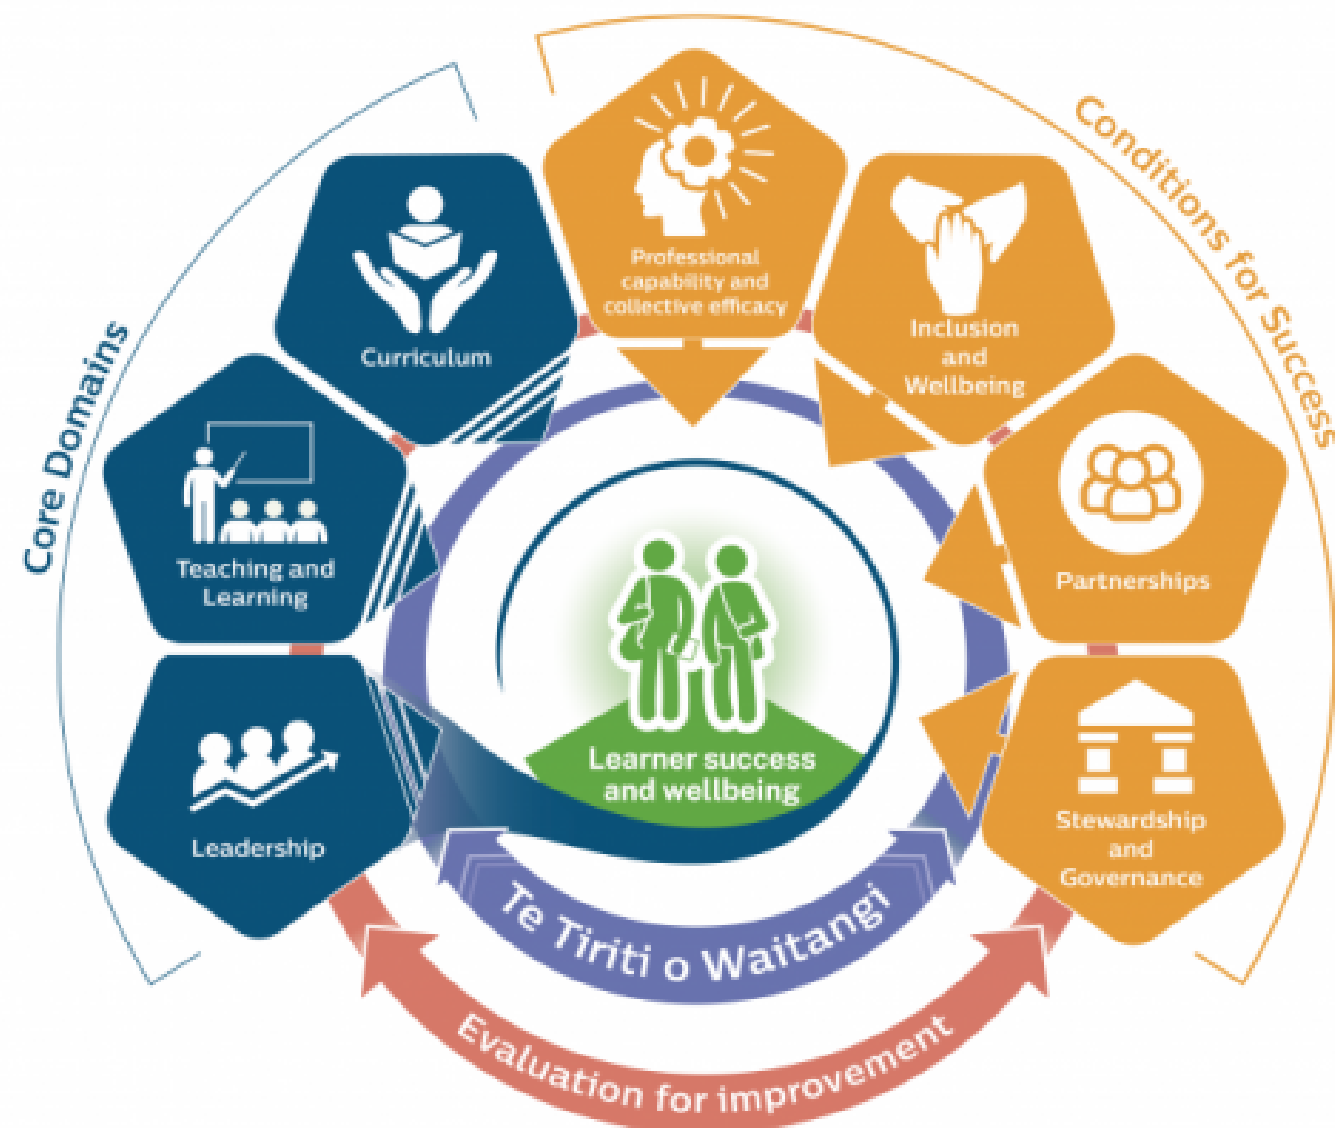 Core Domains
Conditions for Success
Professional
capability and
collective efficacy
Curriculum
Inclusion
and
Wellbeing
Teaching and
Learning
Partnerships
Leadership
Stewardship
and
Governance
Learner success
and wellbeing
Te Tiriti o Waitangi
Evaluation for improvement